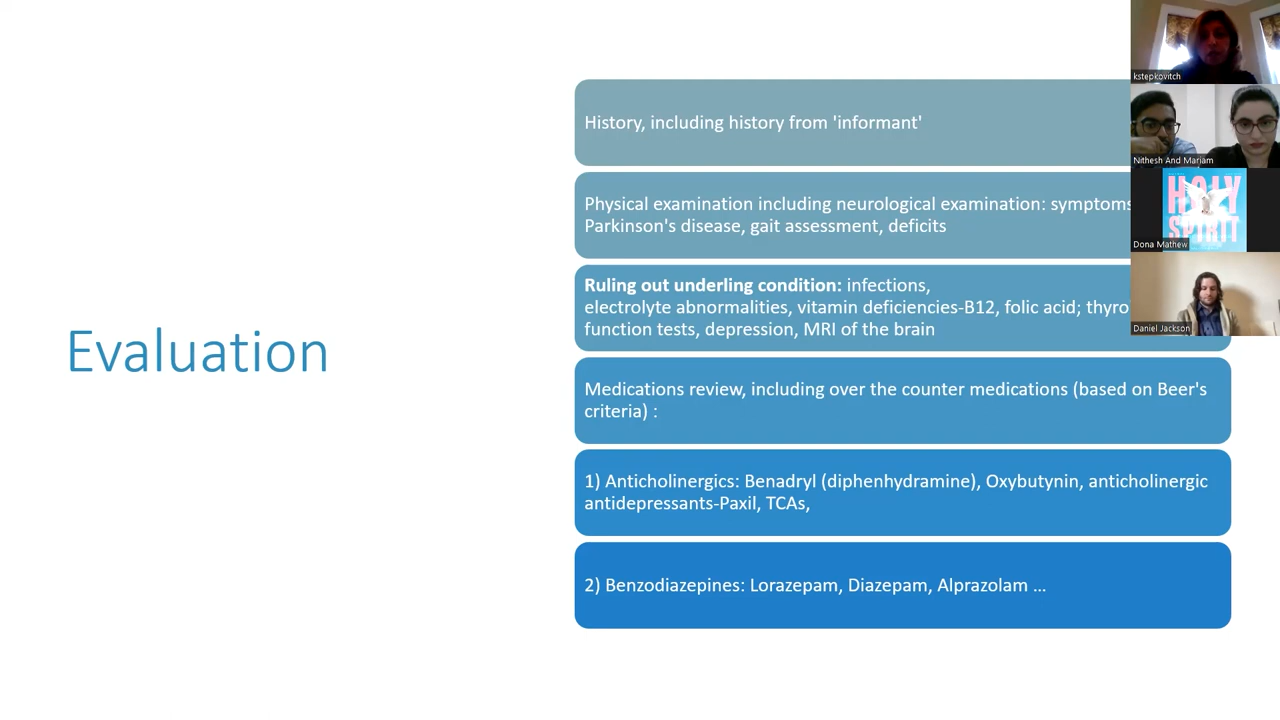 Evaluation
History, including history from 'informant'
Physical examination including neurological examination: symptoms
Parkinson's disease, gait assessment, deficits
Ruling out underling condition: infections,
electrolyte abnormalities, vitamin deficiencies-B12, folic acid; thyro
function tests, depression, MRI of the brain
Medications review, including over the counter medications (based on Beer's
criteria) :
1) Anticholinergics: Benadryl (diphenhydramine), Oxybutynin, anticholinergic
antidepressants-Paxil, TCAs,
2) Benzodiazepines: Lorazepam, Diazepam, Alprazolam ...
kstepkovitch
Nithesh And Mariam
HOLY
SPIRIT
Dona Mathew
Daniel Jackson